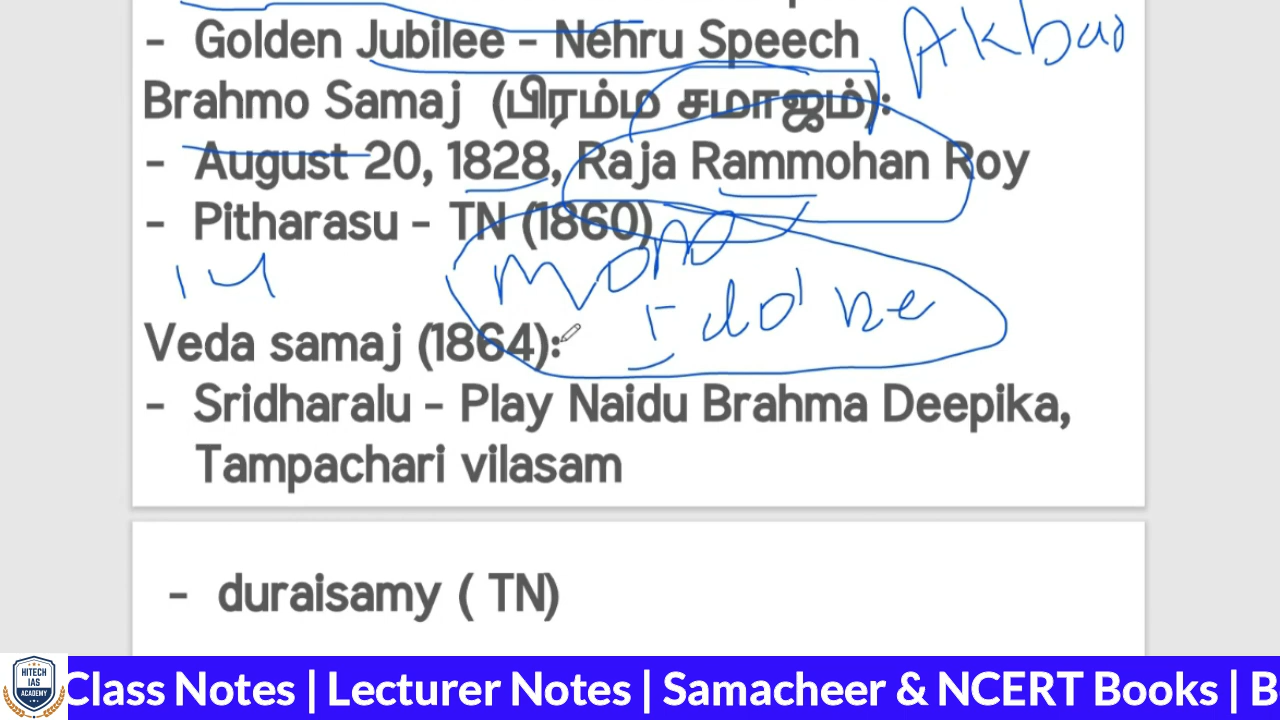 - Golden Jubilee - Nehru Speech
Akbar
Brahmo Samaj (பிரம்ம சமாஜம்):
- August 20, 1828, Raja Rammohan Roy
- Pitharasu - TN (1860)
Mono
14
Veda samaj (1864):
- Sridharalu - Play Naidu Brahma Deepika,
Tampachari vilasam
- duraisamy ( TN)
HITECH
IAS
ACADEMY
Class Notes | Lecturer Notes | Samacheer & NCERT Books | B